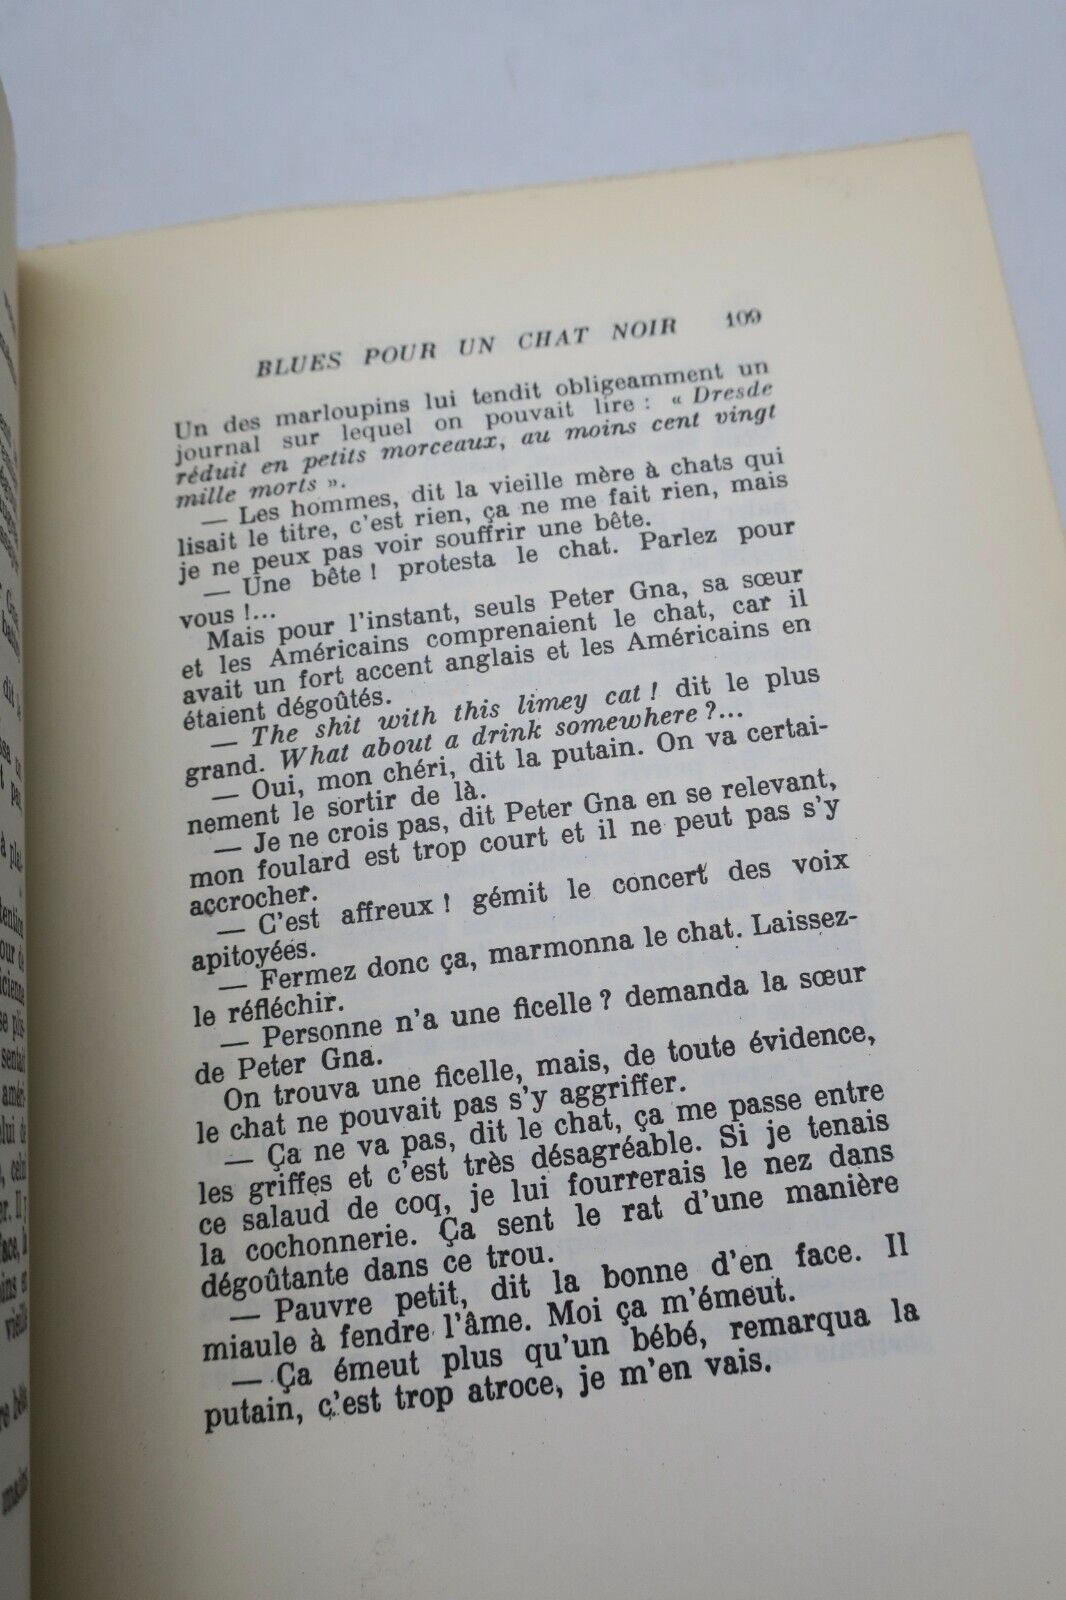 BLUES POUR UN CHAT NOIR 109
Un des marloupins lui tendit obligeamment un
journal sur lequel on pouvait lire : « Dresde
réduit en petits morceaux, au moins cent vingt
mille morts ».
— Les hommes, dit la vieille mère à chats qui
lisait le titre, c'est rien, ça ne me fait rien, mais
je ne peux pas voir souffrir une bête.
— Une bête ! protesta le chat. Parlez pour
vous !...
Mais pour l'instant, seuls Peter Gna, sa sœur
et les Américains comprenaient le chat, car il
avait un fort accent anglais et les Américains en
étaient dégoûtés.
— The shit with this limey cat ! dit le plus
grand. What about a drink somewhere ?...
— Oui, mon chéri, dit la putain. On va certai-
nement le sortir de là.
— Je ne crois pas, dit Peter Gna en se relevant,
mon foulard est trop court et il ne peut pas s'y
accrocher.
— C'est affreux ! gémit le concert des voix
apitoyées.
— Fermez donc ça, marmonna le chat. Laissez-
le réfléchir.
— Personne n'a une ficelle ? demanda la sœur
de Peter Gna.
On trouva une ficelle, mais, de toute évidence,
le chat ne pouvait pas s'y aggriffer.
— Ça ne va pas, dit le chat, ça me passe entre
les griffes et c'est très désagréable. Si je tenais
ce salaud de coq, je lui fourrerais le nez dans
la cochonnerie. Ça sent le rat d'une manière
dégoûtante dans ce trou.
— Pauvre petit, dit la bonne d'en face. Il
miaule à fendre l'âme. Moi ça m'émeut.
— Ça émeut plus qu'un bébé, remarqua la
putain, c'est trop atroce, je m'en vais.